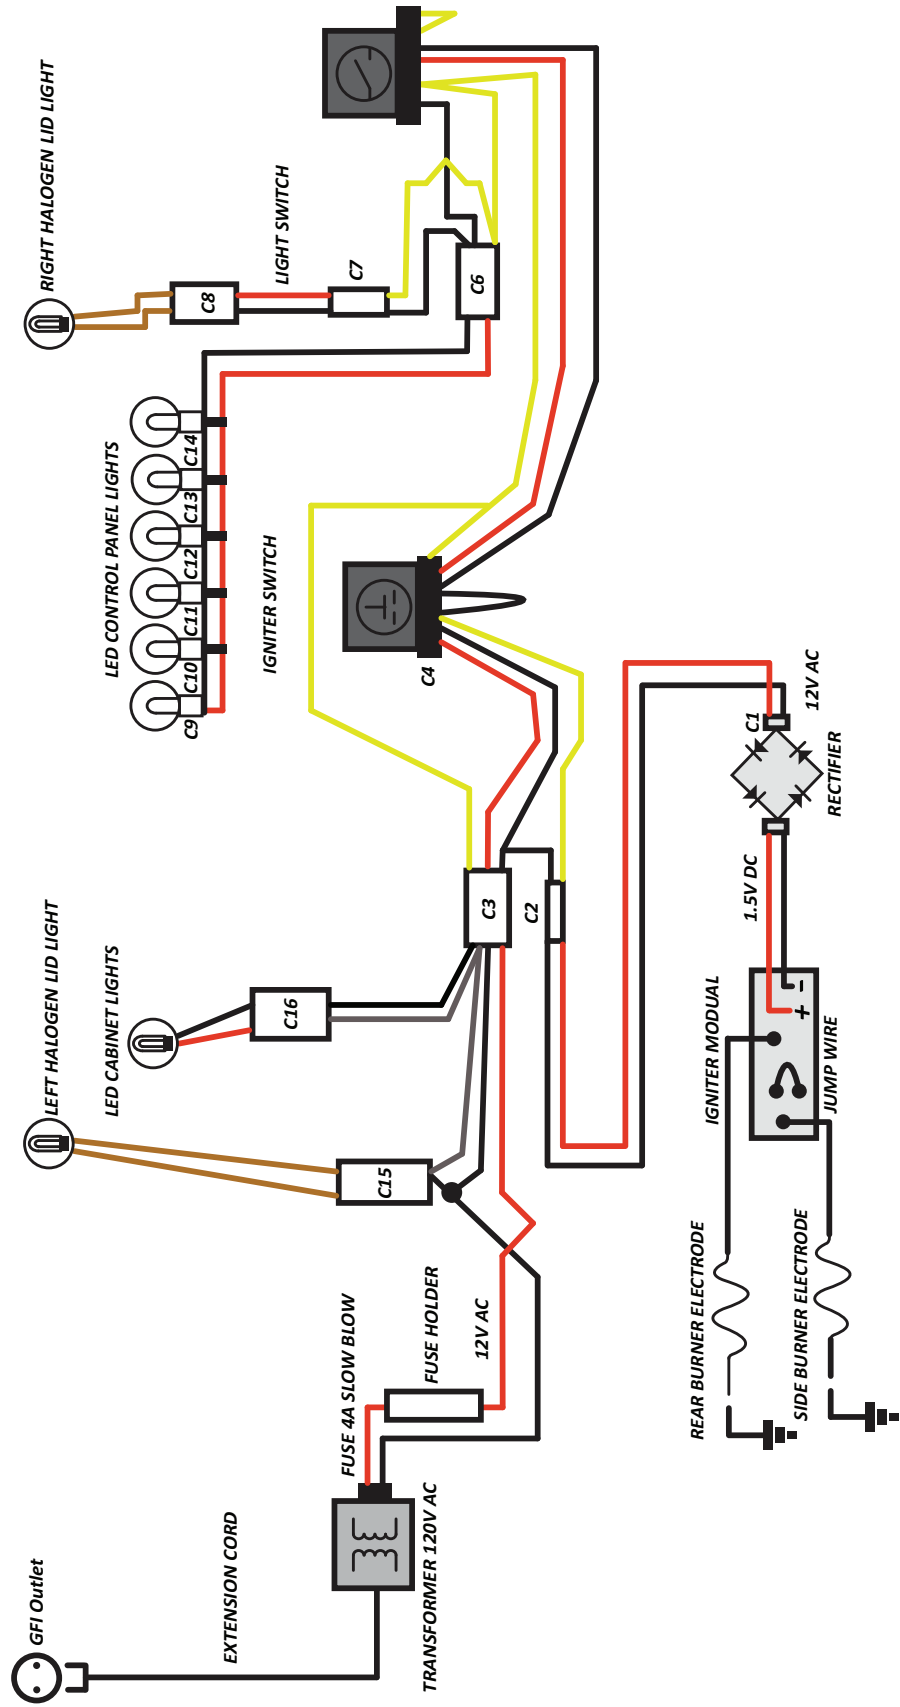 GFI Outlet
EXTENSION CORD
TRANSFORMER 120V AC
FUSE 4A SLOW BLOW
FUSE HOLDER
12V AC
LEFT HALOGEN LID LIGHT
LED CABINET LIGHTS
C15
C16
C3
C2
REAR BURNER ELECTRODE
SIDE BURNER ELECTRODE
IGNITER MODUAL
JUMP WIRE
+ -
1.5V DC
RECTIFIER
C1
12V AC
LED CONTROL PANEL LIGHTS
C9
C10
C11
C12
C13
C14
IGNITER SWITCH
C4
RIGHT HALOGEN LID LIGHT
C8
LIGHT SWITCH
C7
C6